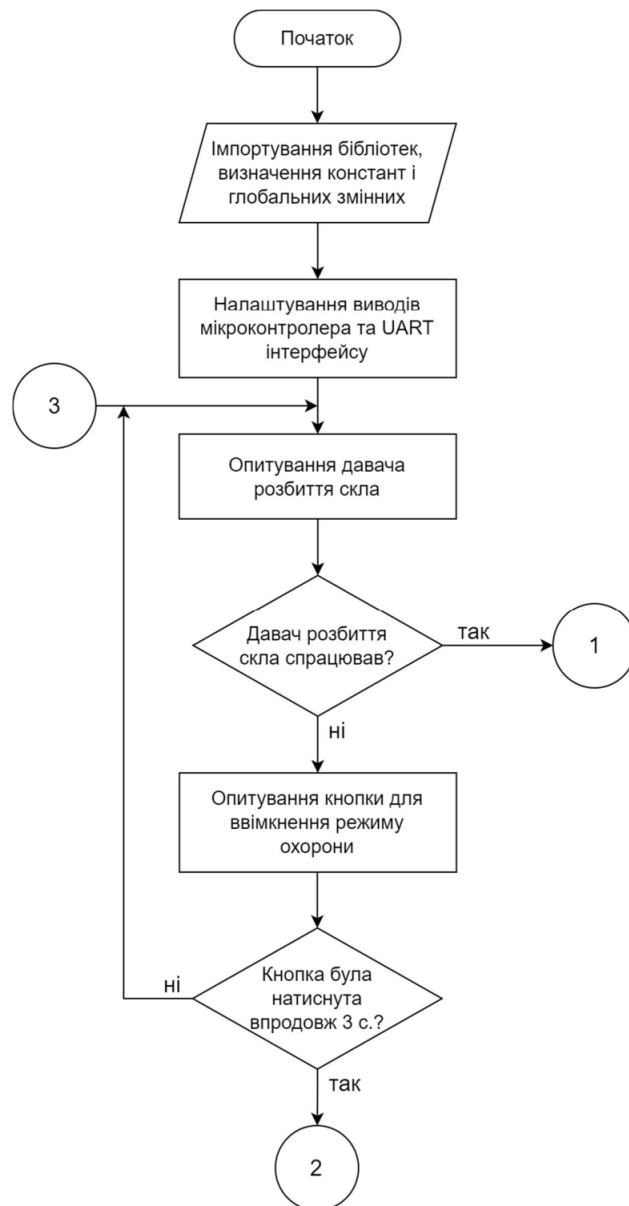 Початок
Імпортування бібліотек,
визначення констант і
глобальних змінних
Налаштування виводів
мікроконтролера та UART
інтерфейсу
3
Опитування давача
розбиття скла
Давач розбиття
скла спрацював?
так
1
ні
Опитування кнопки для
ввімкнення режиму
охорони
ні
Кнопка була
натиснута
впродовж 3 с.?
так
2